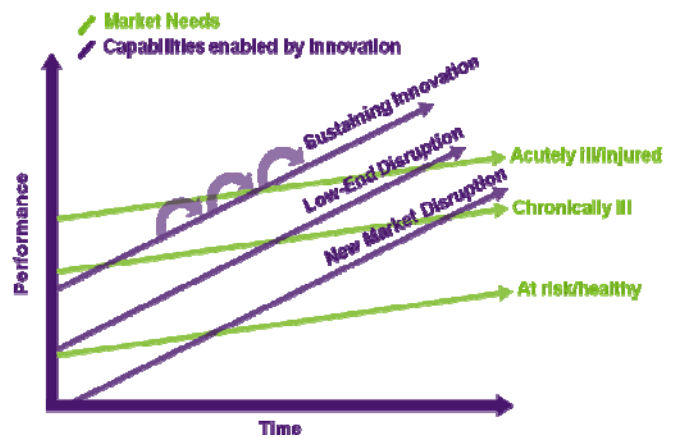 Market Needs
Capabilities enabled by Innovation
Sustaining Innovation
Low-End Disruption
New Market Disruption
Acutely ill/injured
Chronically ill
At risk/healthy
Performance
Time